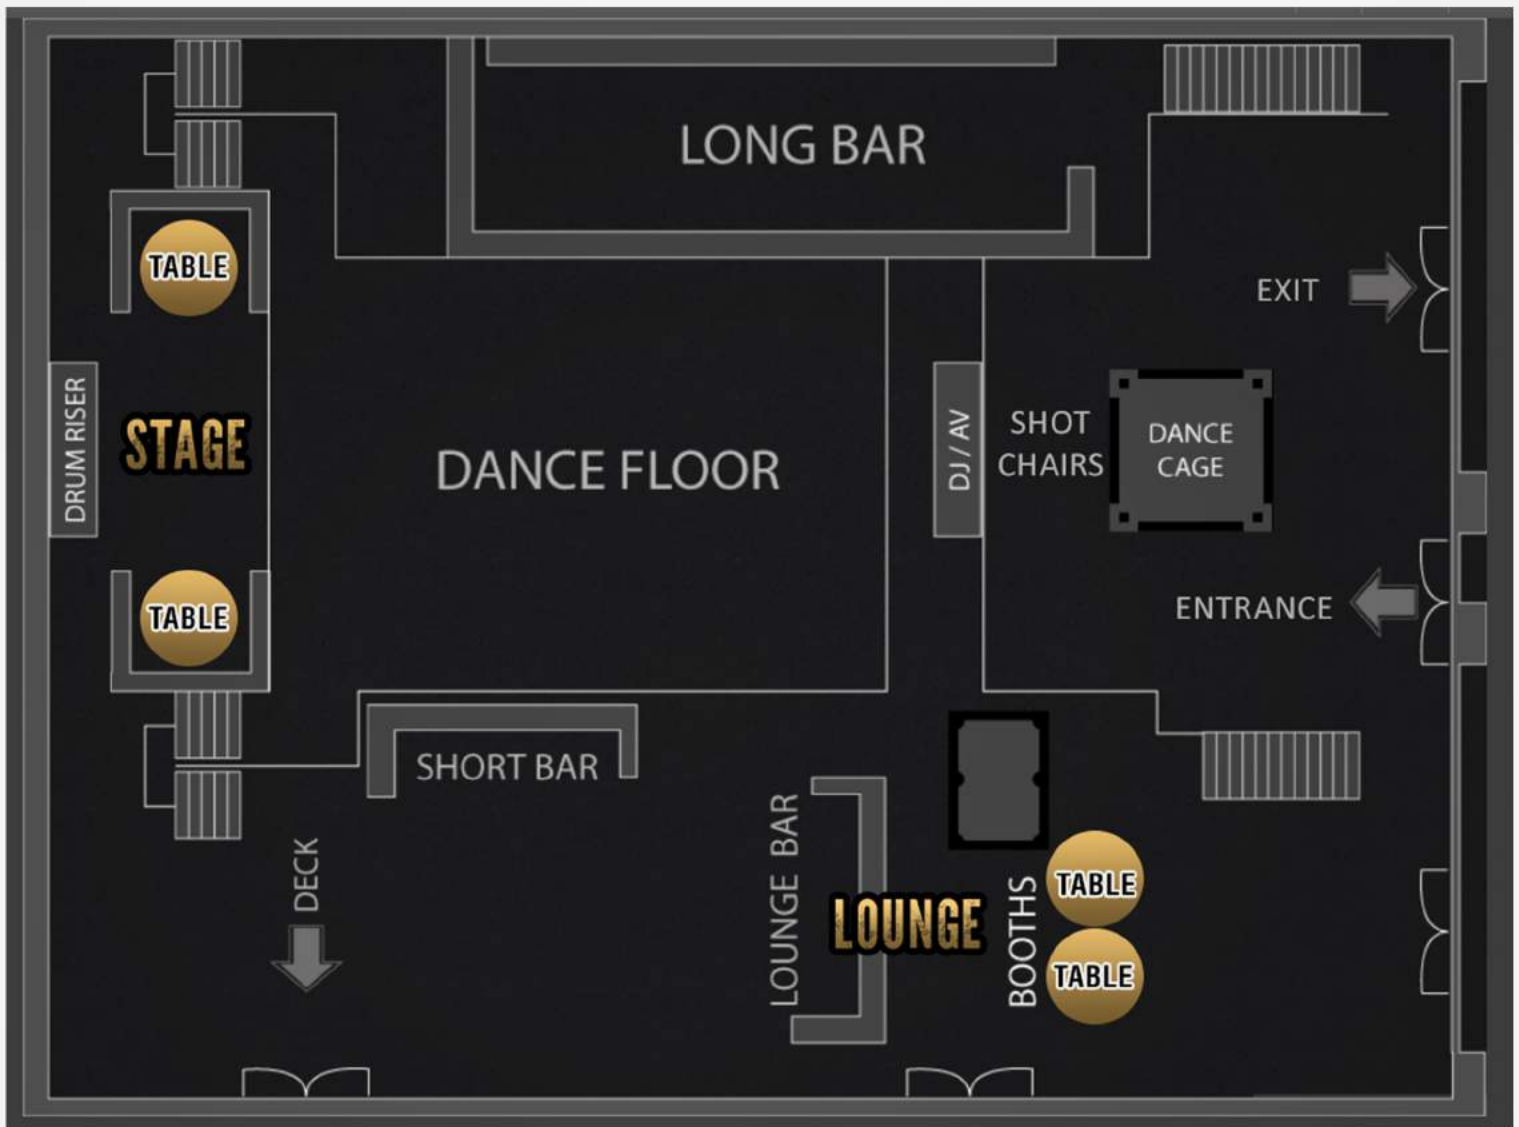 LONG BAR
TABLE
EXIT
DRUM RISER
STAGE
DANCE FLOOR
DJ / AV
SHOT
CHAIRS
DANCE
CAGE
TABLE
ENTRANCE
SHORT BAR
DECK
LOUNGE BAR
LOUNGE
BOOTHS
TABLE
TABLE